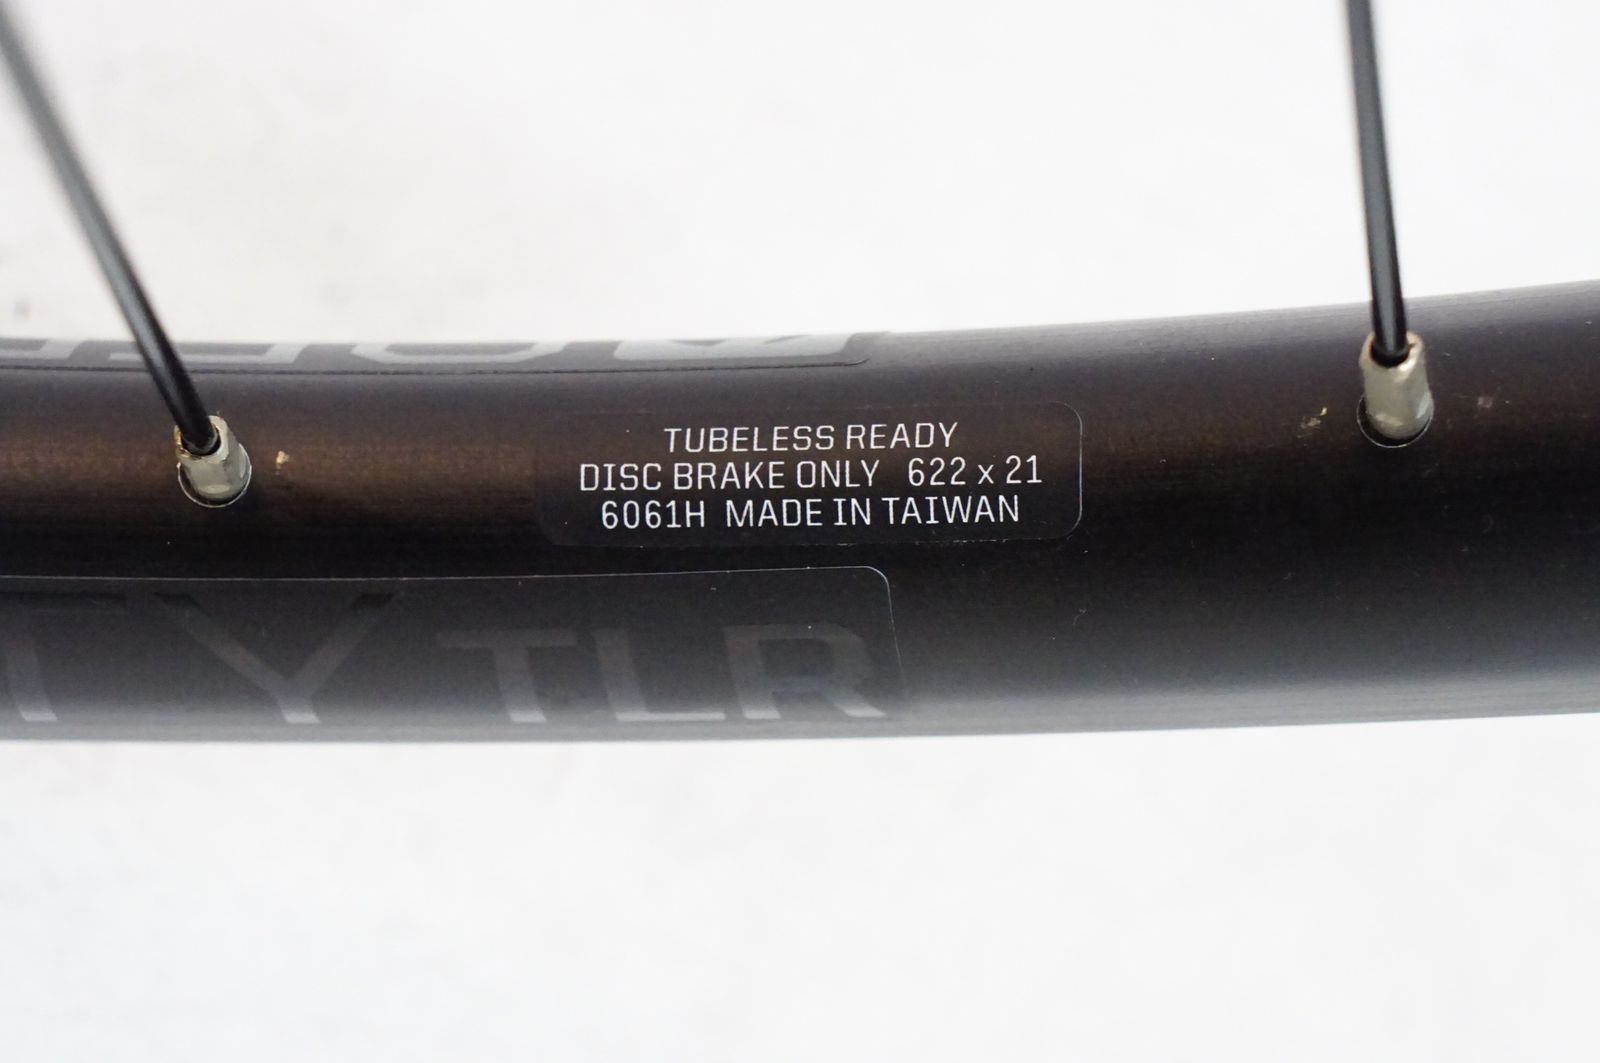 TUBELESS READY
DISC BRAKE ONLY 622 x 21
6061H MADE IN TAIWAN
TLR